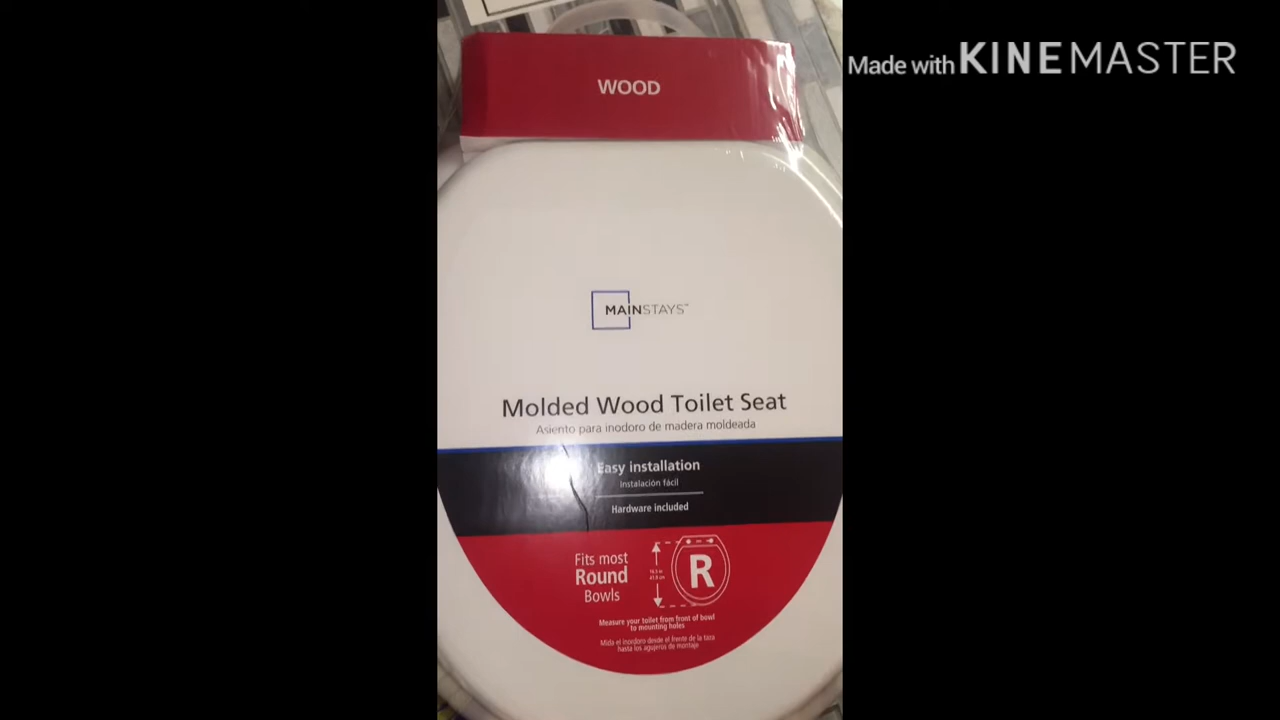 Made with KINEMASTER
WOOD
MAINSTAYS™
Molded Wood Toilet Seat
Asiento para inodoro de madera moldeada
Easy installation
Instalación fácil
Hardware included
Fits most
Round
Bowls
R
Measure your toilet from front of bowl
to mounting holes
Mida el inodoro desde el frente de la taza
hasta los agujeros de montaje